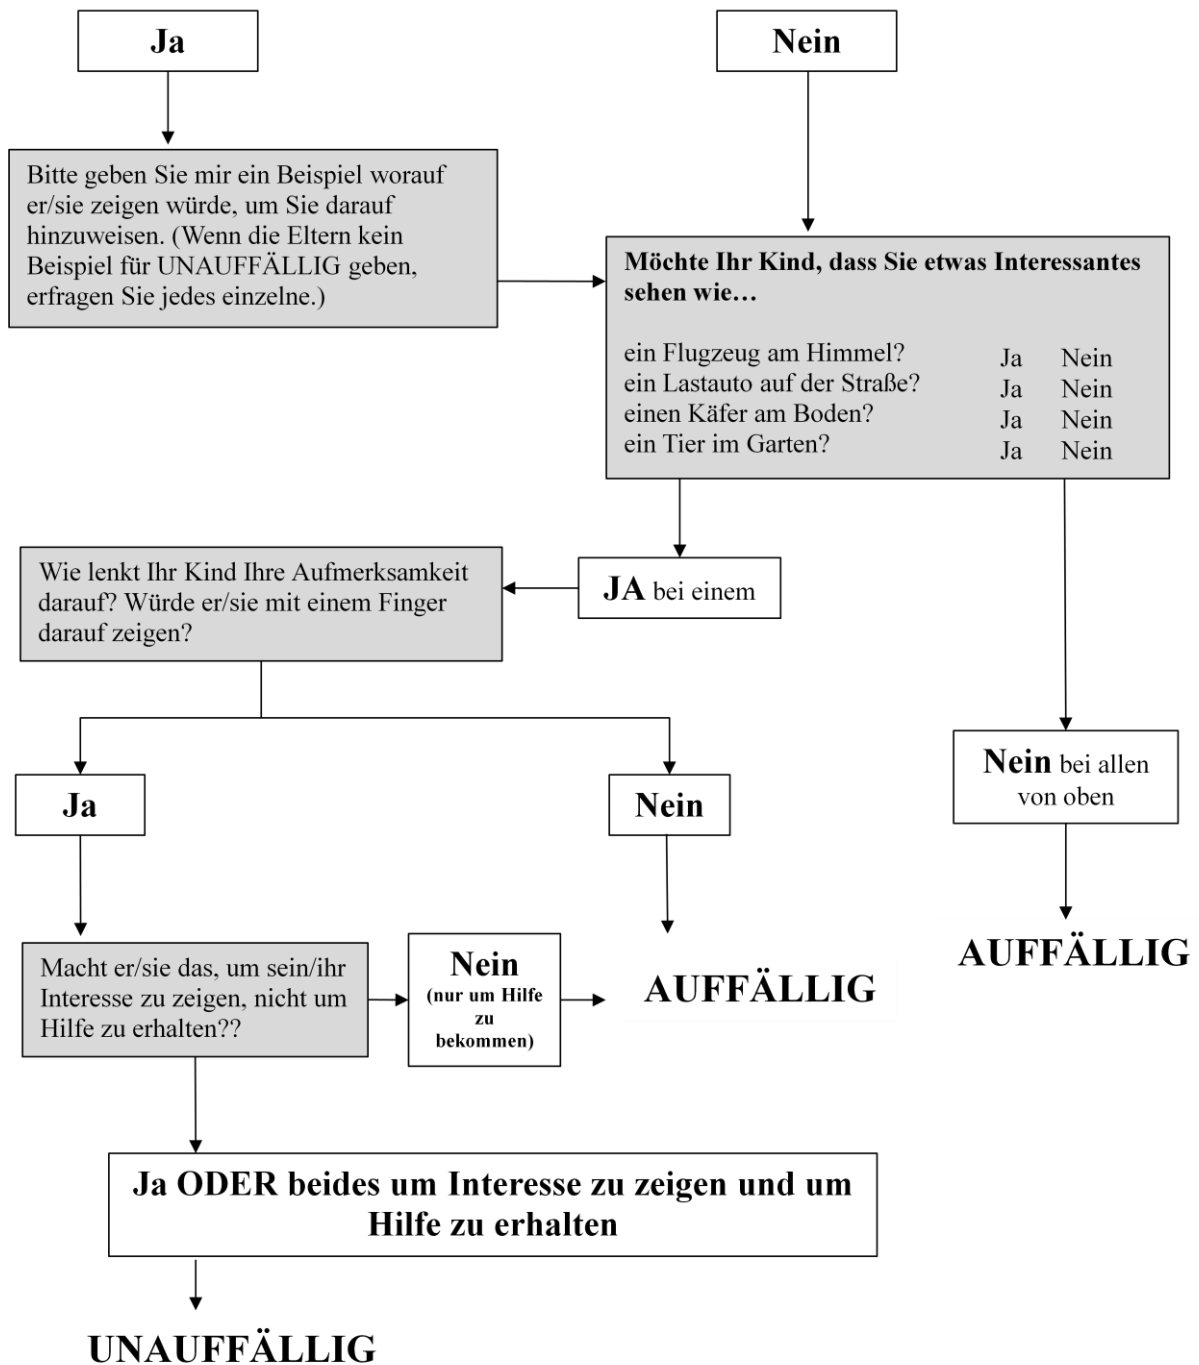 Ja
Nein
Bitte geben Sie mir ein Beispiel worauf
er/sie zeigen würde, um Sie darauf
hinzuweisen. (Wenn die Eltern kein
Beispiel für UNAUFFÄLLIG geben,
erfragen Sie jedes einzelne.)
Möchte Ihr Kind, dass Sie etwas Interessantes
sehen wie…
ein Flugzeug am Himmel? Ja Nein
ein Lastauto auf der Straße? Ja Nein
einen Käfer am Boden? Ja Nein
ein Tier im Garten? Ja Nein
JA bei einem
Wie lenkt Ihr Kind Ihre Aufmerksamkeit
darauf? Würde er/sie mit einem Finger
darauf zeigen?
Ja
Nein
Nein bei allen
von oben
AUFFÄLLIG
Macht er/sie das, um sein/ihr
Interesse zu zeigen, nicht um
Hilfe zu erhalten??
Nein
(nur um Hilfe
zu
bekommen)
AUFFÄLLIG
Ja ODER beides um Interesse zu zeigen und um
Hilfe zu erhalten
UNAUFFÄLLIG